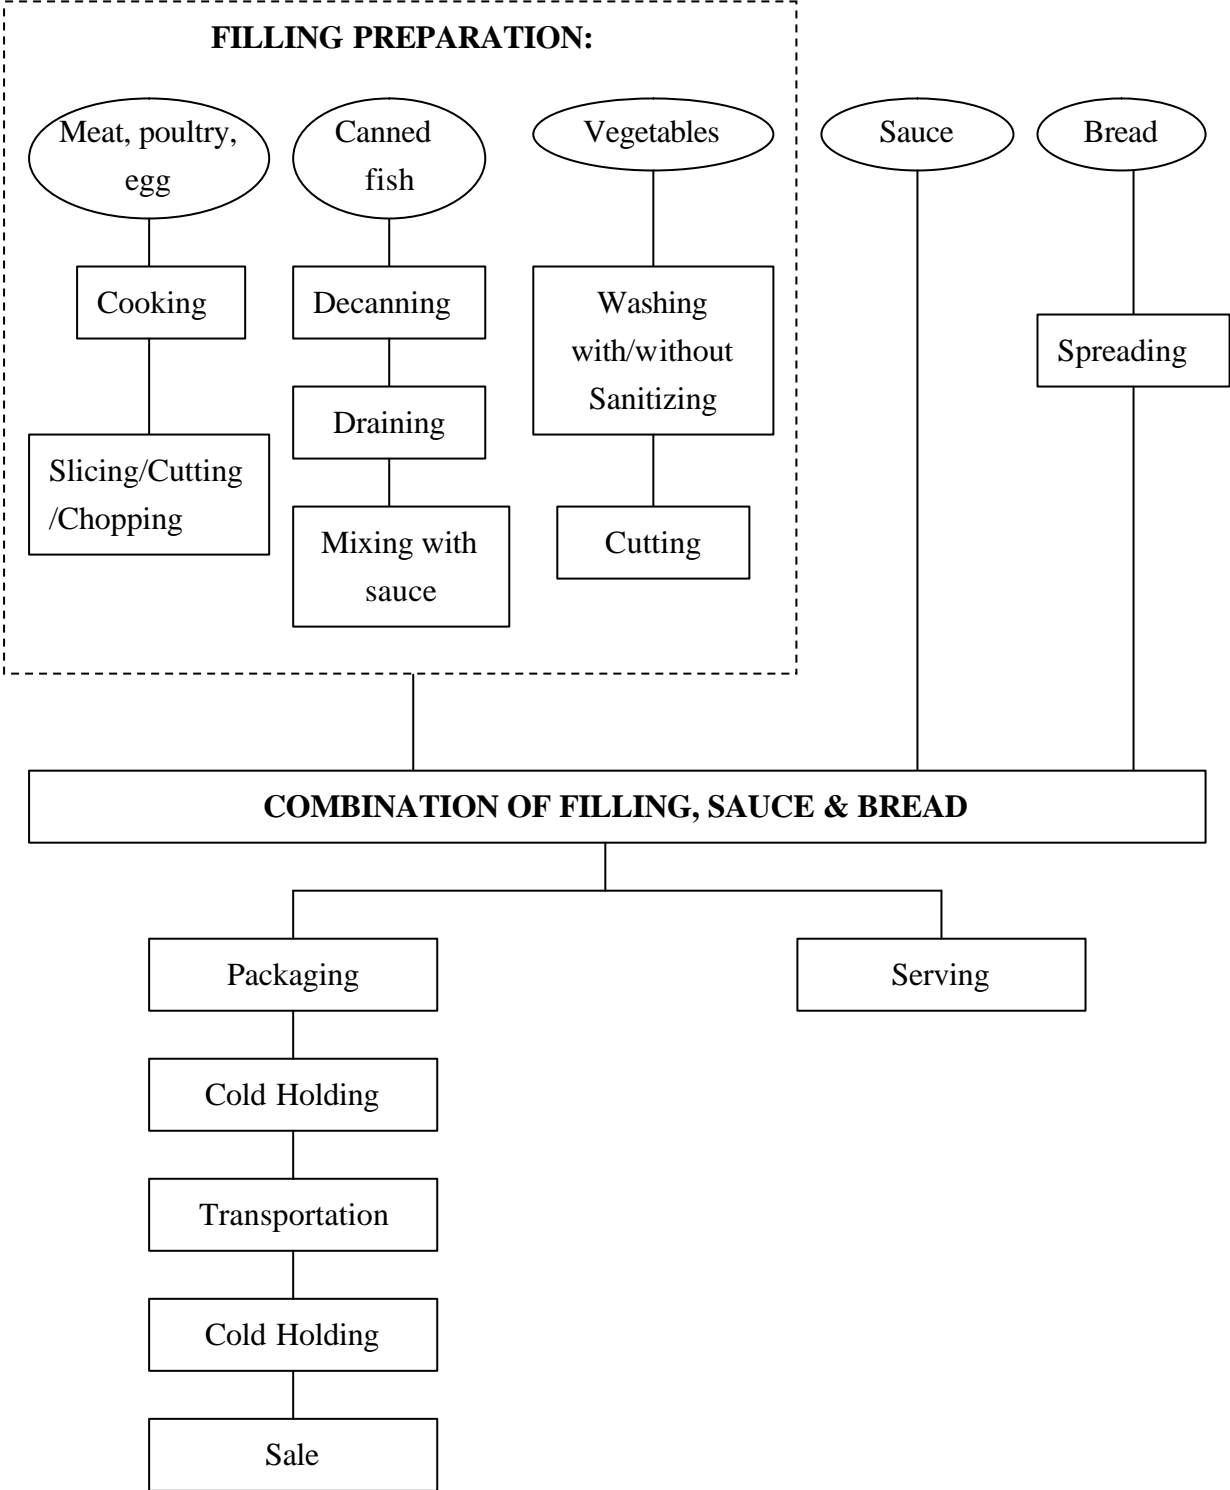 FILLING PREPARATION:
Meat, poultry,
egg
Canned
fish
Vegetables
Sauce
Bread
Cooking
Decanning
Washing
with/without
Sanitizing
Spreading
Draining
Slicing/Cutting
/Chopping
Mixing with
sauce
Cutting
COMBINATION OF FILLING, SAUCE & BREAD
Packaging
Serving
Cold Holding
Transportation
Cold Holding
Sale